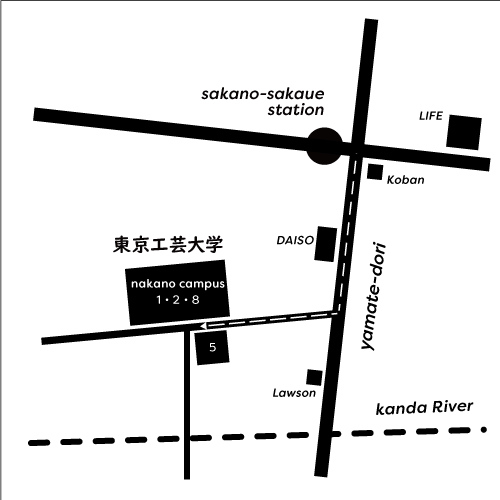 sakano-sakaue
station
LIFE
Koban
DAISO
東京工芸大学
nakano campus
1・2・8
yamate-dori
5
Lawson
kanda River